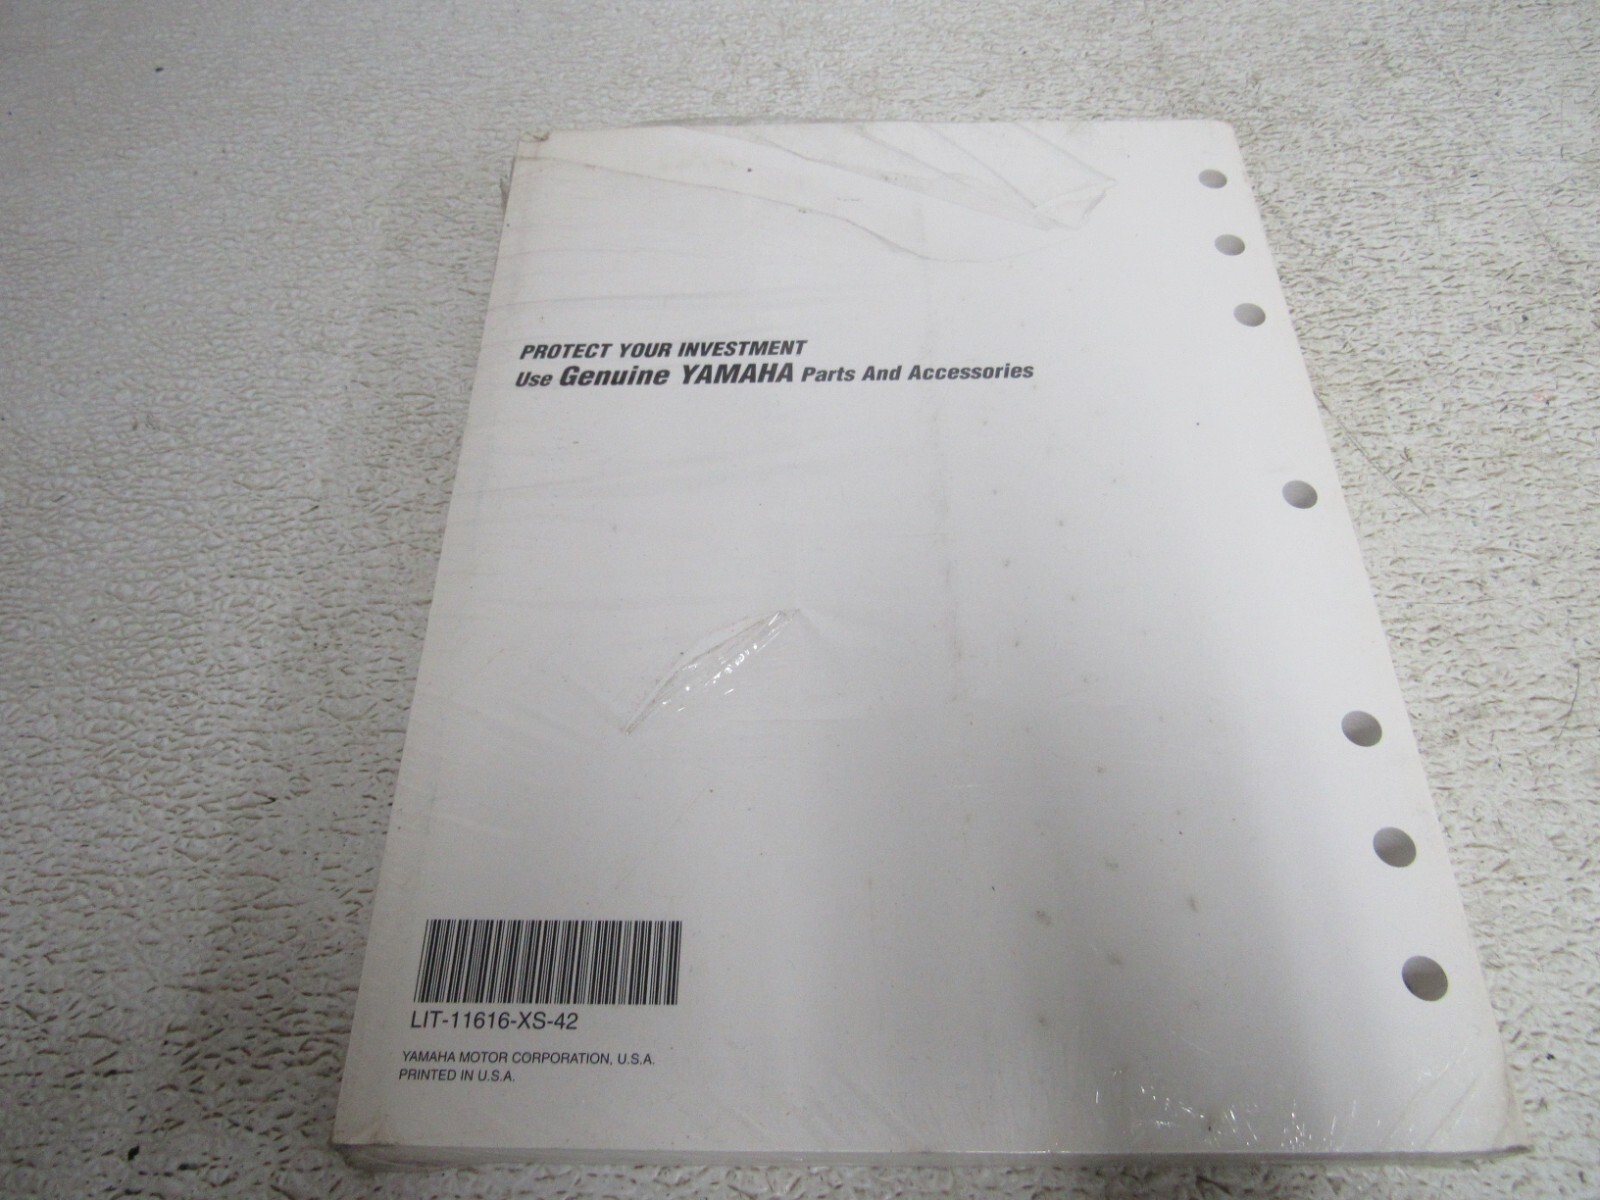 PROTECT YOUR INVESTMENT
Use Genuine YAMAHA Parts And Accessories
LIT-11616-XS-42
YAMAHA MOTOR CORPORATION, U.S.A.
PRINTED IN U.S.A.